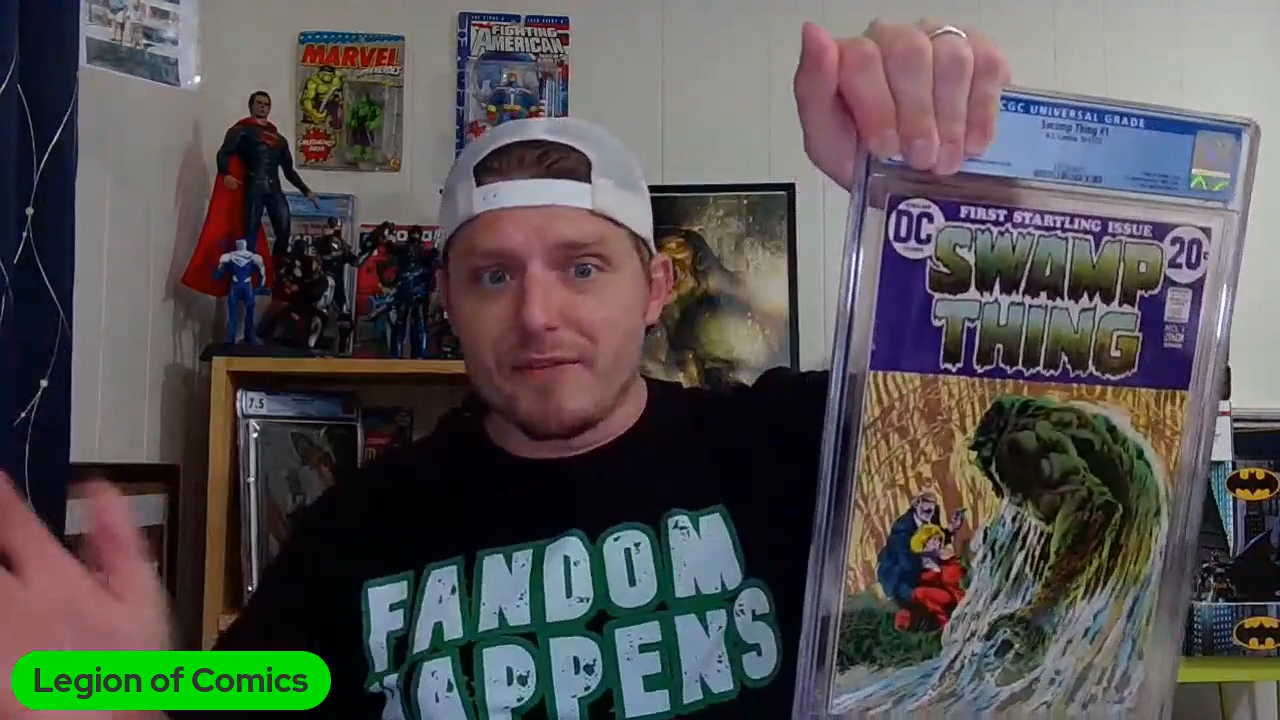 MARVEL
FIGHTING
AMERICAN
CGC UNIVERSAL GRADE
Swamp Thing #1
DC
FIRST STARTLING ISSUE
20¢
SWAMP
THING
7.5
FANDOM
HAPPENS
Legion of Comics